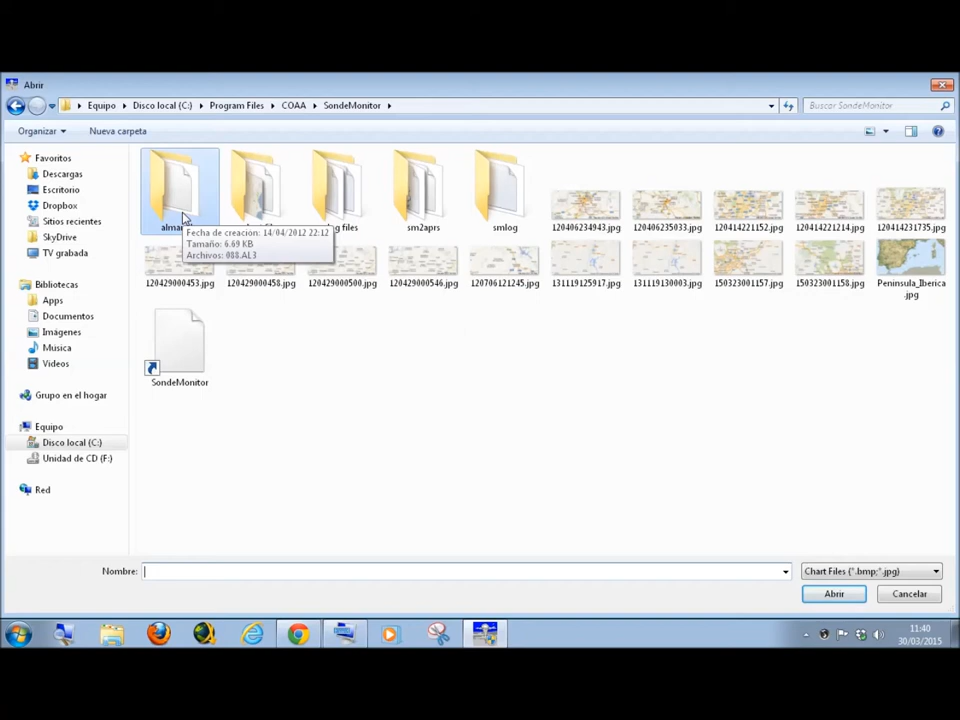 Abrir
Equipo ▸ Disco local (C:) ▸ Program Files ▸ COAA ▸ SondeMonitor ▸
Buscar SondeMonitor
Organizar
Nueva carpeta
Favoritos
Descargas
Escritorio
Dropbox
Sitios recientes
SkyDrive
TV grabada
Bibliotecas
Apps
Documentos
Imágenes
Música
Vídeos
Grupo en el hogar
Equipo
Disco local (C:)
Unidad de CD (F:)
Red
files
sm2aprs
smlog
120406234943.jpg
120406235033.jpg
120414221152.jpg
120414221214.jpg
120414231735.jpg
Fecha de creación: 14/04/2012 22:12
Tamaño: 6.69 KB
Archivos: 088.AL3
120429000453.jpg
120429000458.jpg
120429000500.jpg
120429000546.jpg
120706121245.jpg
131119125917.jpg
131119130003.jpg
150323001157.jpg
150323001158.jpg
Peninsula_Iberica
.jpg
SondeMonitor
Nombre:
Chart Files (*.bmp;*.jpg)
Abrir
Cancelar
11:40
30/03/2015